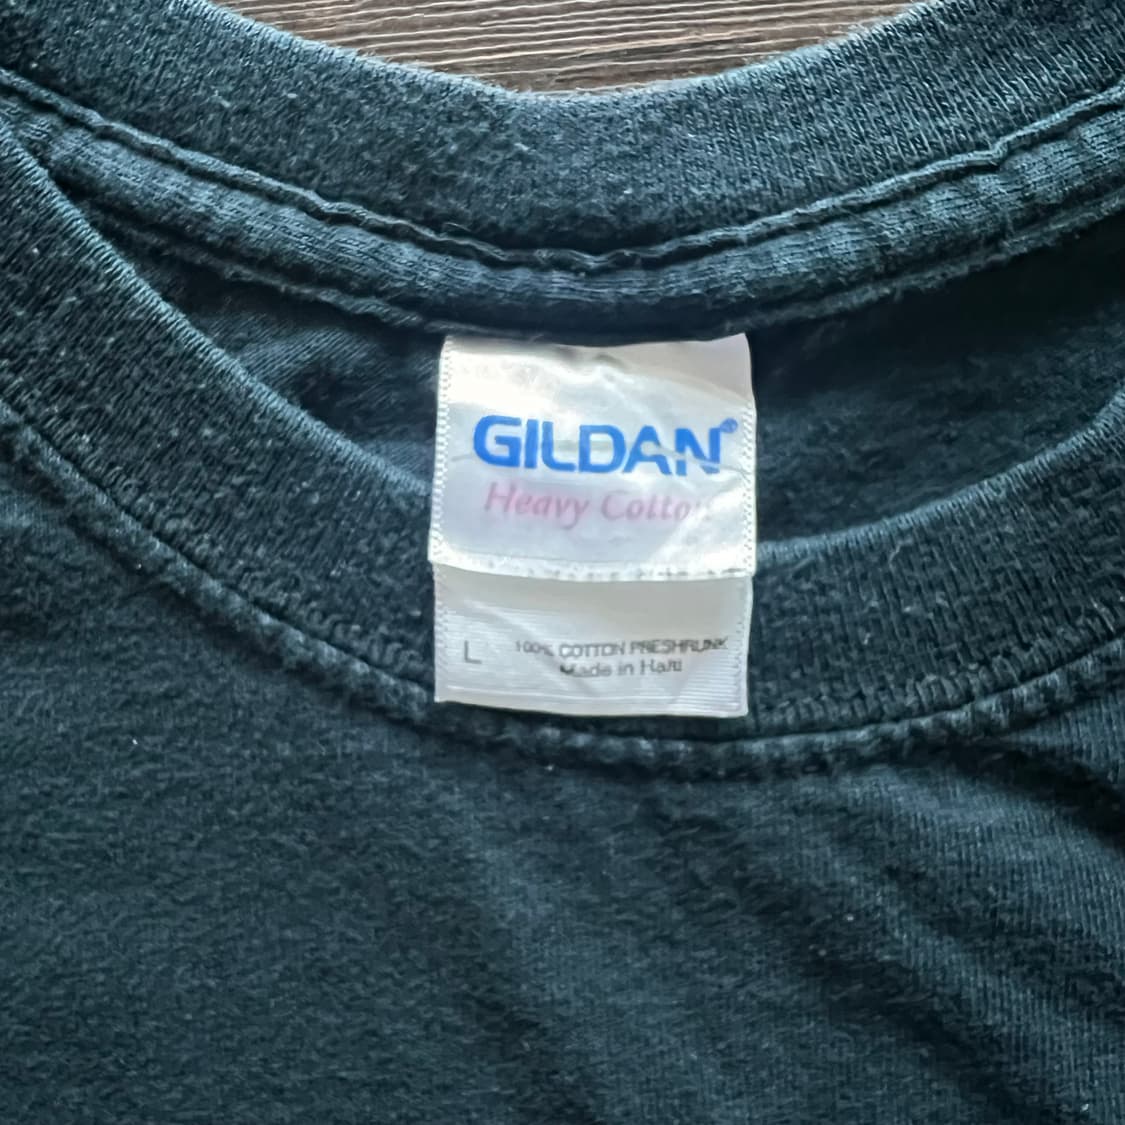 GILDAN®
Heavy Cotton
L 100% COTTON PRESHRUNK
Made in Haiti